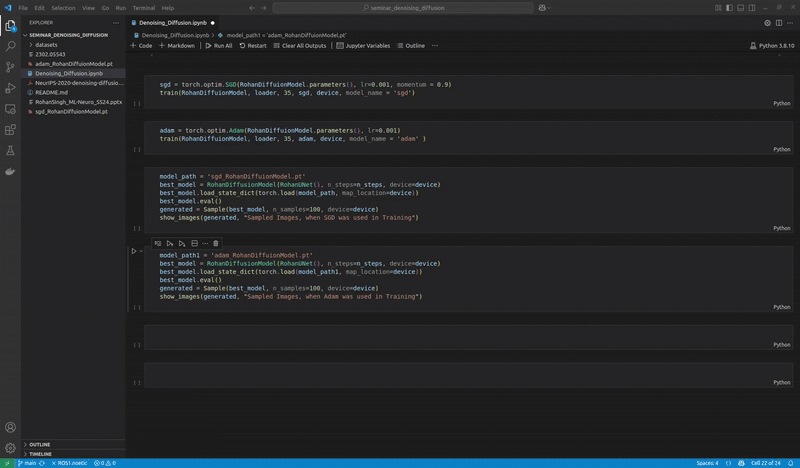 File Edit Selection View Go Run Terminal Help
seminar_denoising_diffusion
EXPLORER
SEMINAR_DENOISING_DIFFUSION
datasets
2302.05543
adam_RohanDiffuionModel.pt
Denoising_Diffusion.ipynb
NeurIPS-2020-denoising-diffusio...
README.md
RohanSingh_ML-Neuro_SS24.pptx
sgd_RohanDiffuionModel.pt
OUTLINE
TIMELINE
Denoising_Diffusion.ipynb
Denoising_Diffusion.ipynb > model_path1 = 'adam_RohanDiffuionModel.pt'
+ Code + Markdown Run All Restart Clear All Outputs Jupyter Variables Outline ...
Python 3.8.10
sgd = torch.optim.SGD(RohanDiffuionModel.parameters(), lr=0.001, momentum = 0.9)
train(RohanDiffuionModel, loader, 35, sgd, device, model_name = 'sgd')
[ ] Python
adam = torch.optim.Adam(RohanDiffuionModel.parameters(), lr=0.001)
train(RohanDiffuionModel, loader, 35, adam, device, model_name = 'adam' )
[ ] Python
model_path = 'sgd_RohanDiffuionModel.pt'
best_model = RohanDiffusionModel(RohanUNet(), n_steps=n_steps, device=device)
best_model.load_state_dict(torch.load(model_path, map_location=device))
best_model.eval()
generated = Sample(best_model, n_samples=100, device=device)
show_images(generated, "Sampled Images, when SGD was used in Training")
[ ] Python
model_path1 = 'adam_RohanDiffuionModel.pt'
best_model = RohanDiffusionModel(RohanUNet(), n_steps=n_steps, device=device)
best_model.load_state_dict(torch.load(model_path1, map_location=device))
best_model.eval()
generated = Sample(best_model, n_samples=100, device=device)
show_images(generated, "Sampled Images, when Adam was used in Training")
[ ] Python
[ ] Python
[ ] Python
main ROS1.noetic 0 0 Spaces: 4 Cell 22 of 24